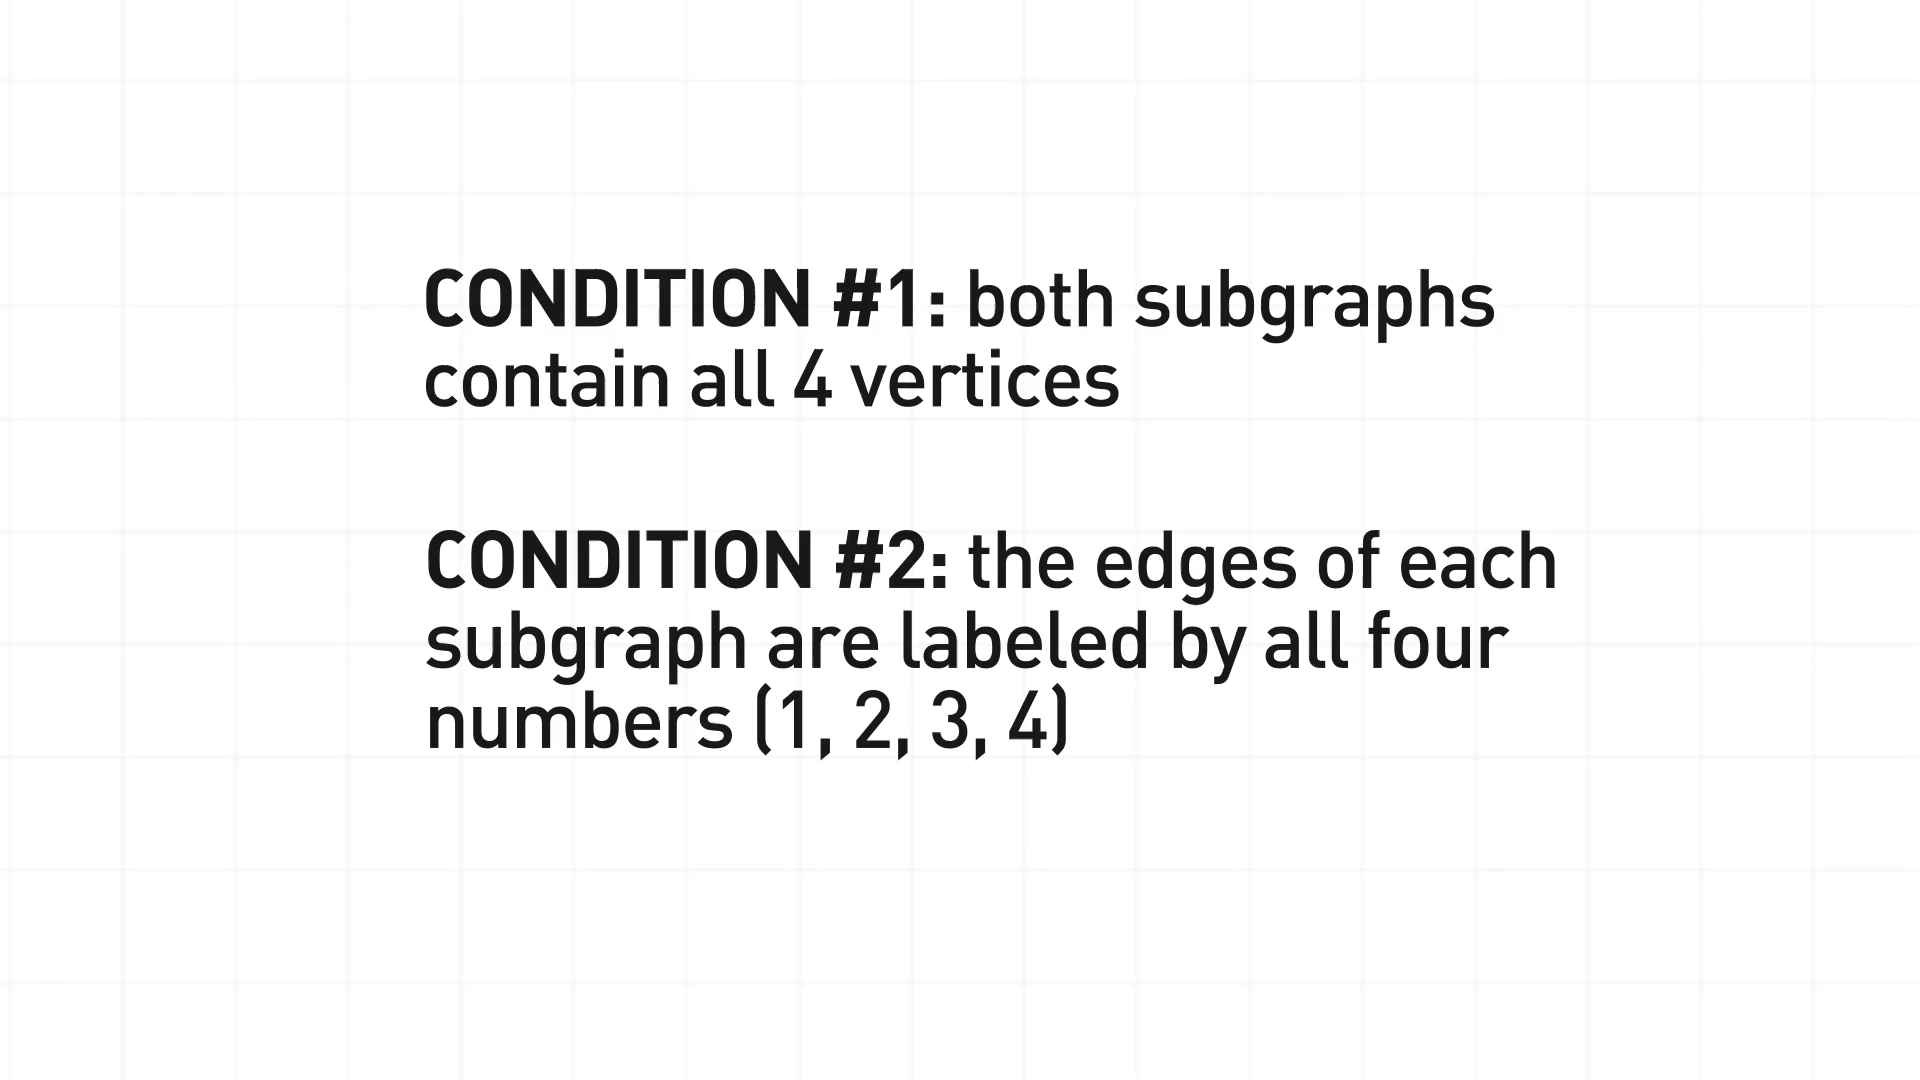 CONDITION #1: both subgraphs
contain all 4 vertices
CONDITION #2: the edges of each
subgraph are labeled by all four
numbers (1, 2, 3, 4)